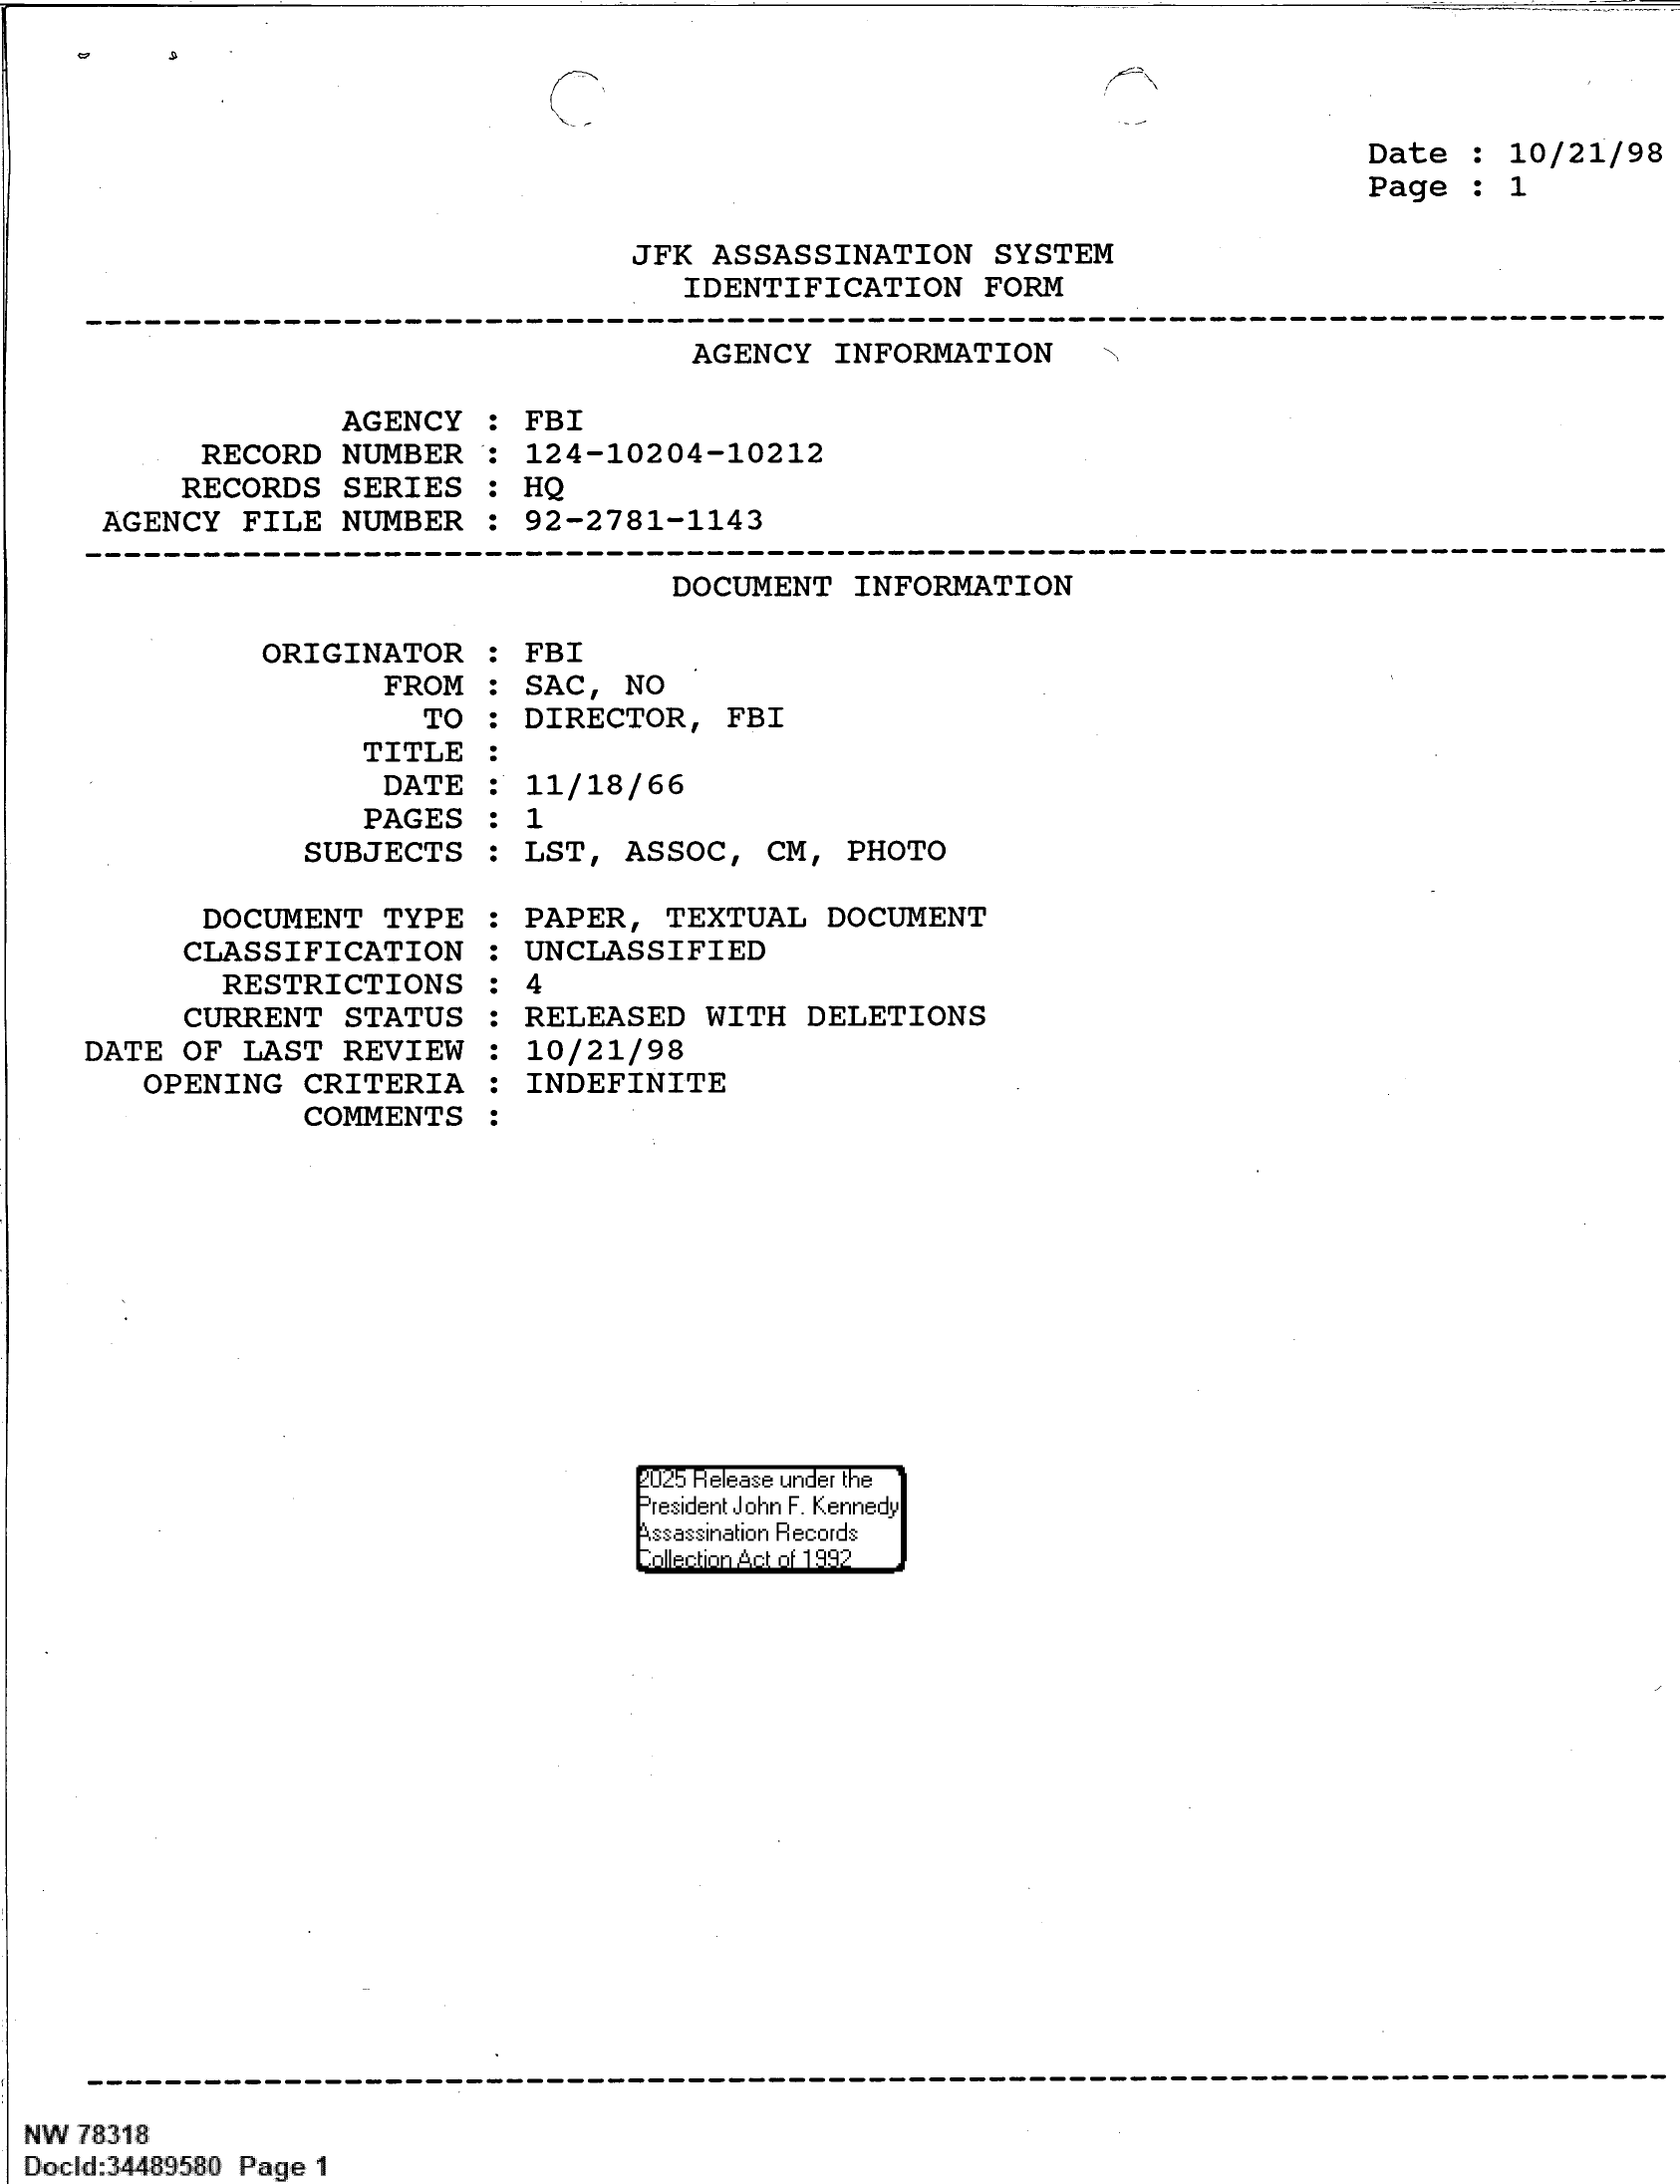 Date : 10/21/98
Page : 1
JFK ASSASSINATION SYSTEM
IDENTIFICATION FORM
--------------------------------------------------------------------------------
AGENCY INFORMATION
AGENCY : FBI
RECORD NUMBER : 124-10204-10212
RECORDS SERIES : HQ
AGENCY FILE NUMBER : 92-2781-1143
--------------------------------------------------------------------------------
DOCUMENT INFORMATION
ORIGINATOR : FBI
FROM : SAC, NO
TO : DIRECTOR, FBI
TITLE :
DATE : 11/18/66
PAGES : 1
SUBJECTS : LST, ASSOC, CM, PHOTO
DOCUMENT TYPE : PAPER, TEXTUAL DOCUMENT
CLASSIFICATION : UNCLASSIFIED
RESTRICTIONS : 4
CURRENT STATUS : RELEASED WITH DELETIONS
DATE OF LAST REVIEW : 10/21/98
OPENING CRITERIA : INDEFINITE
COMMENTS :
2025 Release under the
President John F. Kennedy
Assassination Records
Collection Act of 1992
--------------------------------------------------------------------------------
NW 78318
DocId:34489580 Page 1